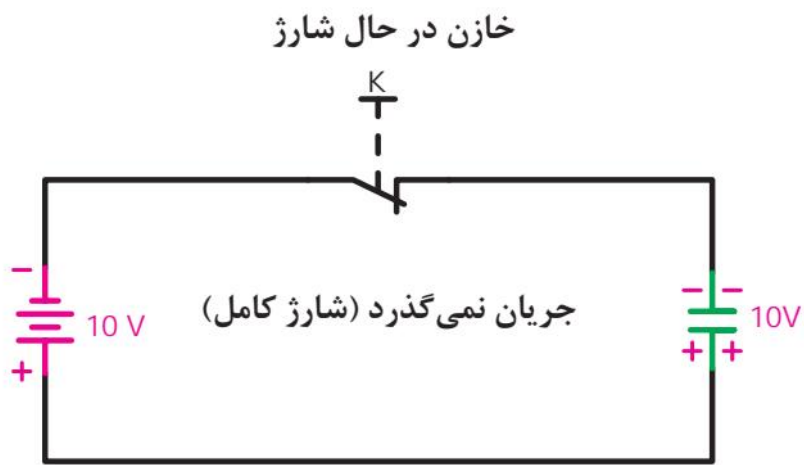 خازن در حال شارژ
K
-
10 V
+
جریان نمی‌گذرد (شارژ کامل)
- -
10V
+ +